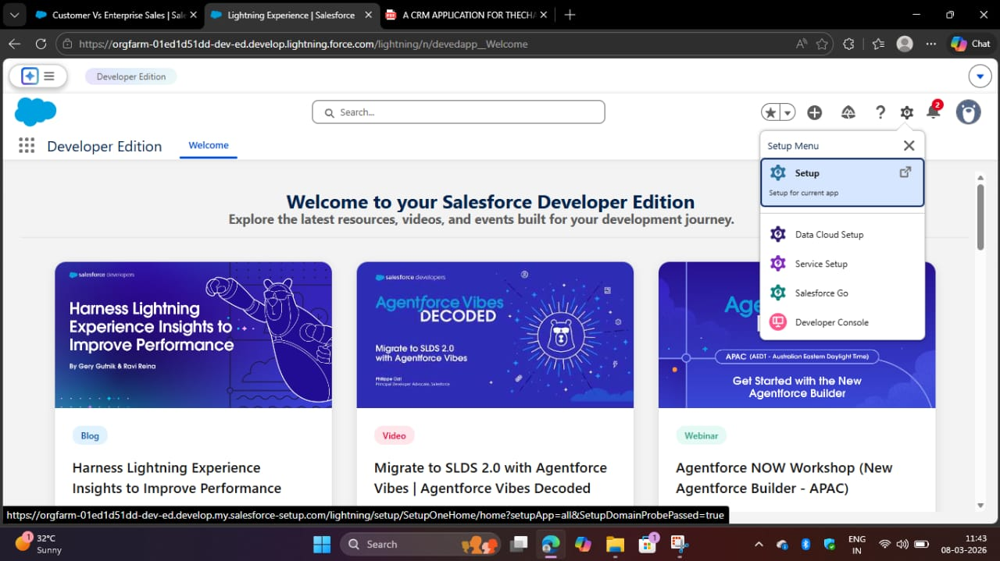 Customer Vs Enterprise Sales | Sale
Lightning Experience | Salesforce
A CRM APPLICATION FOR THECHA
https://orgfarm-01ed1d51dd-dev-ed.develop.lightning.force.com/lightning/n/devedapp__Welcome
Chat
Developer Edition
Search...
2
Developer Edition
Welcome
Setup Menu
Setup
Setup for current app
Data Cloud Setup
Service Setup
Salesforce Go
Developer Console
Welcome to your Salesforce Developer Edition
Explore the latest resources, videos, and events built for your development journey.
salesforce developers
Harness Lightning
Experience Insights to
Improve Performance
By Gery Gutnik & Ravi Reina
salesforce developers
Agentforce Vibes
DECODED
Migrate to SLDS 2.0
with Agentforce Vibes
Principal Developer Advocate, Salesforce
APAC (AEDT - Australian Eastern Daylight Time)
Get Started with the New
Agentforce Builder
Blog
Harness Lightning Experience
Insights to Improve Performance
Video
Migrate to SLDS 2.0 with Agentforce
Vibes | Agentforce Vibes Decoded
Webinar
Agentforce NOW Workshop (New
Agentforce Builder - APAC)
https://orgfarm-01ed1d51dd-dev-ed.develop.my.salesforce-setup.com/lightning/setup/SetupOneHome/home?setupApp=all&SetupDomainProbePassed=true
1
32°C
Sunny
Search
1
ENG
IN
11:43
08-03-2026